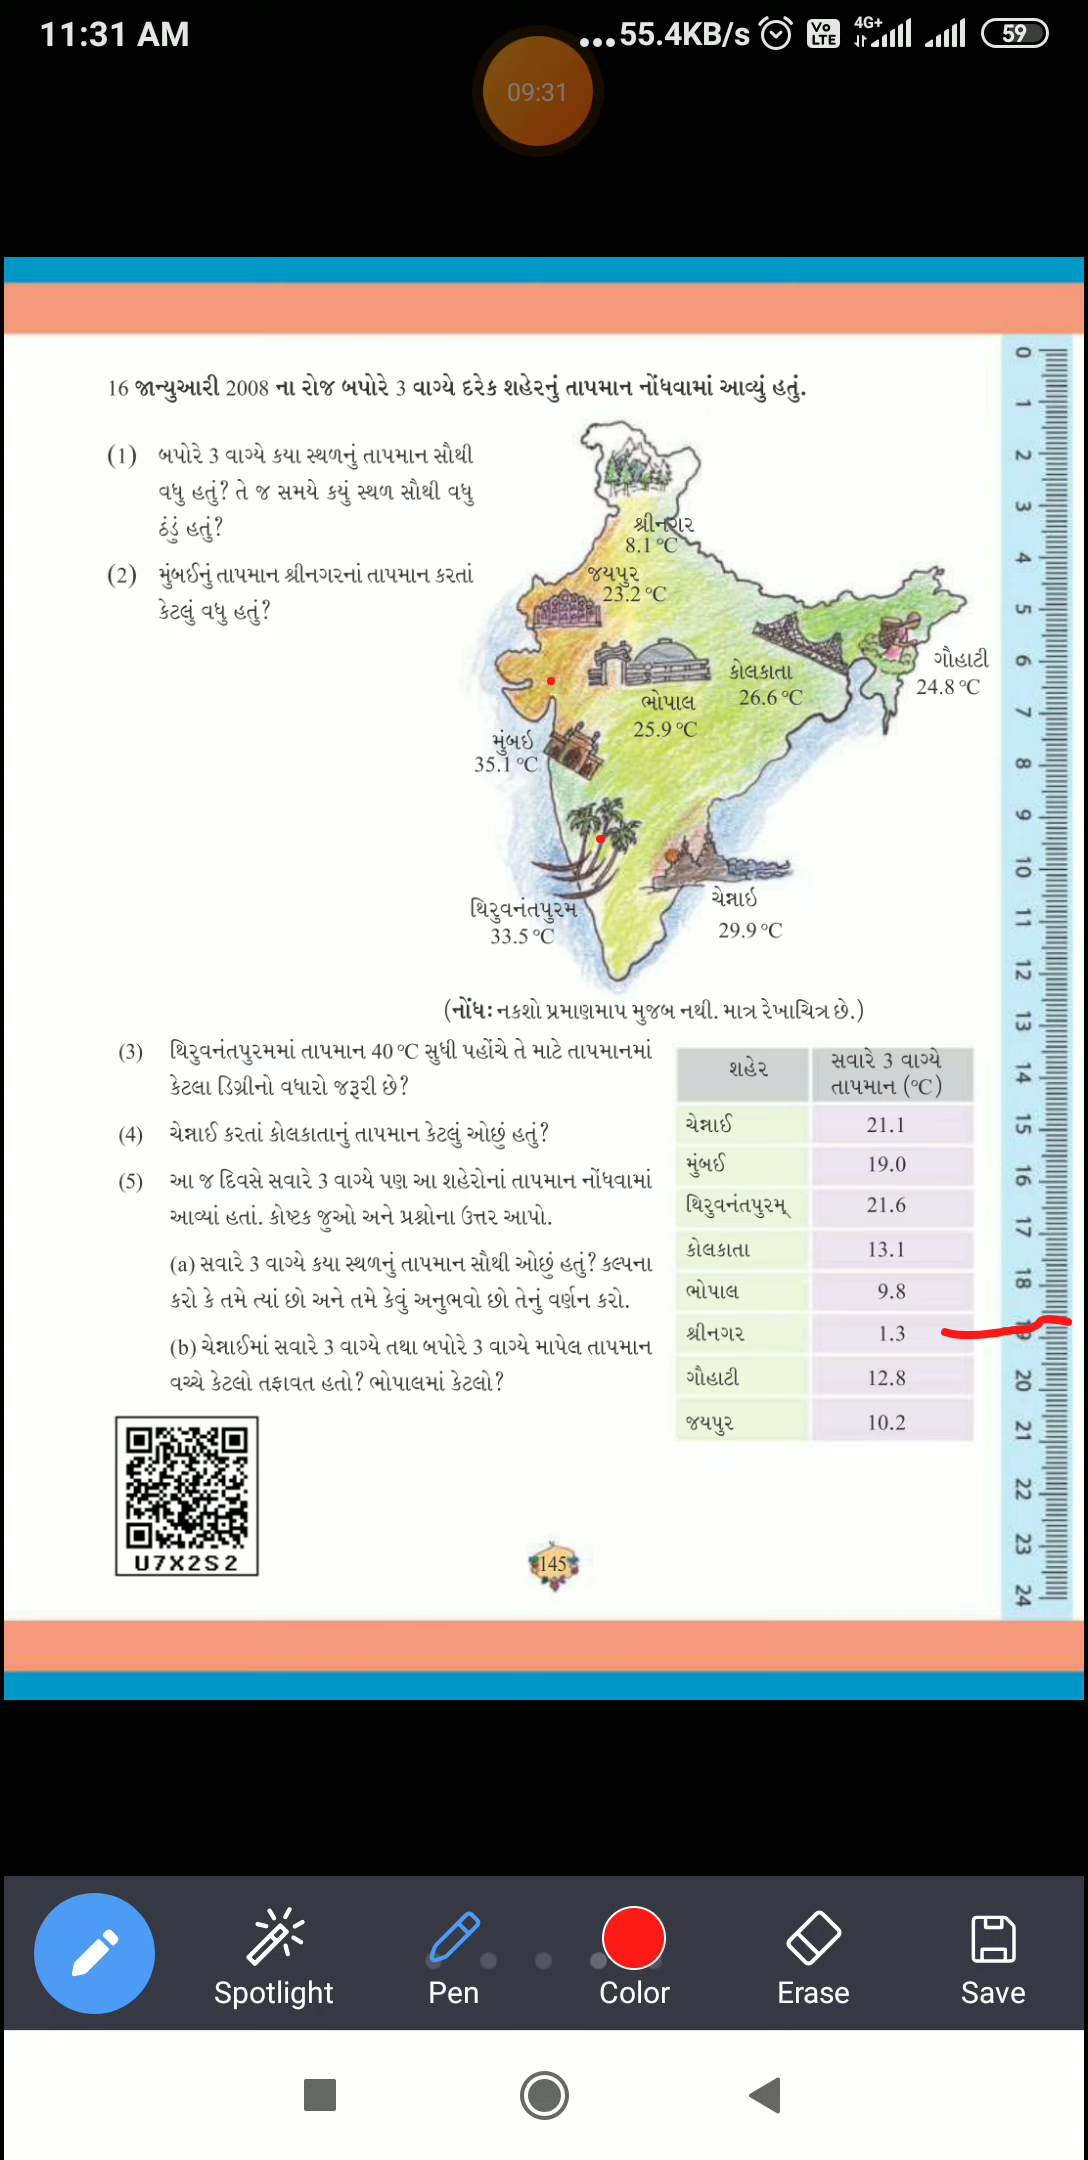 11:31 AM
...55.4KB/s Vo LTE 4G+ 59
09:31
16 જાન્યુઆરી 2008 ના રોજ બપોરે 3 વાગ્યે દરેક શહેરનું તાપમાન નોંધવામાં આવ્યું હતું.
(1) બપોરે 3 વાગ્યે કયા સ્થળનું તાપમાન સૌથી
વધુ હતું? તે જ સમયે કયું સ્થળ સૌથી વધુ
ઠંડું હતું?
(2) મુંબઈનું તાપમાન શ્રીનગરનાં તાપમાન કરતાં
કેટલું વધુ હતું?
શ્રીનગર
8.1 °C
જયપુર
23.2 °C
ગૌહાટી
24.8 °C
કોલકાતા
26.6 °C
ભોપાલ
25.9 °C
મુંબઇ
35.1 °C
થિરુવનંતપુરમ
33.5 °C
ચેન્નાઇ
29.9 °C
(નોંધ: નકશો પ્રમાણમાપ મુજબ નથી. માત્ર રેખાચિત્ર છે.)
(3) થિરુવનંતપુરમમાં તાપમાન 40 °C સુધી પહોંચે તે માટે તાપમાનમાં
કેટલા ડિગ્રીનો વધારો જરૂરી છે?
(4) ચેન્નાઈ કરતાં કોલકાતાનું તાપમાન કેટલું ઓછું હતું?
(5) આ જ દિવસે સવારે 3 વાગ્યે પણ આ શહેરોનાં તાપમાન નોંધવામાં
આવ્યાં હતાં. કોષ્ટક જુઓ અને પ્રશ્નોના ઉત્તર આપો.
(a) સવારે 3 વાગ્યે કયા સ્થળનું તાપમાન સૌથી ઓછું હતું? કલ્પના
કરો કે તમે ત્યાં છો અને તમે કેવું અનુભવો છો તેનું વર્ણન કરો.
(b) ચેન્નાઈમાં સવારે 3 વાગ્યે તથા બપોરે 3 વાગ્યે માપેલ તાપમાન
વચ્ચે કેટલો તફાવત હતો? ભોપાલમાં કેટલો?
શહેર સવારે 3 વાગ્યે
તાપમાન (°C)
ચેન્નાઈ 21.1
મુંબઈ 19.0
થિરુવનંતપુરમ્ 21.6
કોલકાતા 13.1
ભોપાલ 9.8
શ્રીનગર 1.3
ગૌહાટી 12.8
જયપુર 10.2
U7X2S2
145
0
1
2
3
4
5
6
7
8
9
10
11
12
13
14
15
16
17
18
19
20
21
22
23
24
Spotlight Pen Color Erase Save